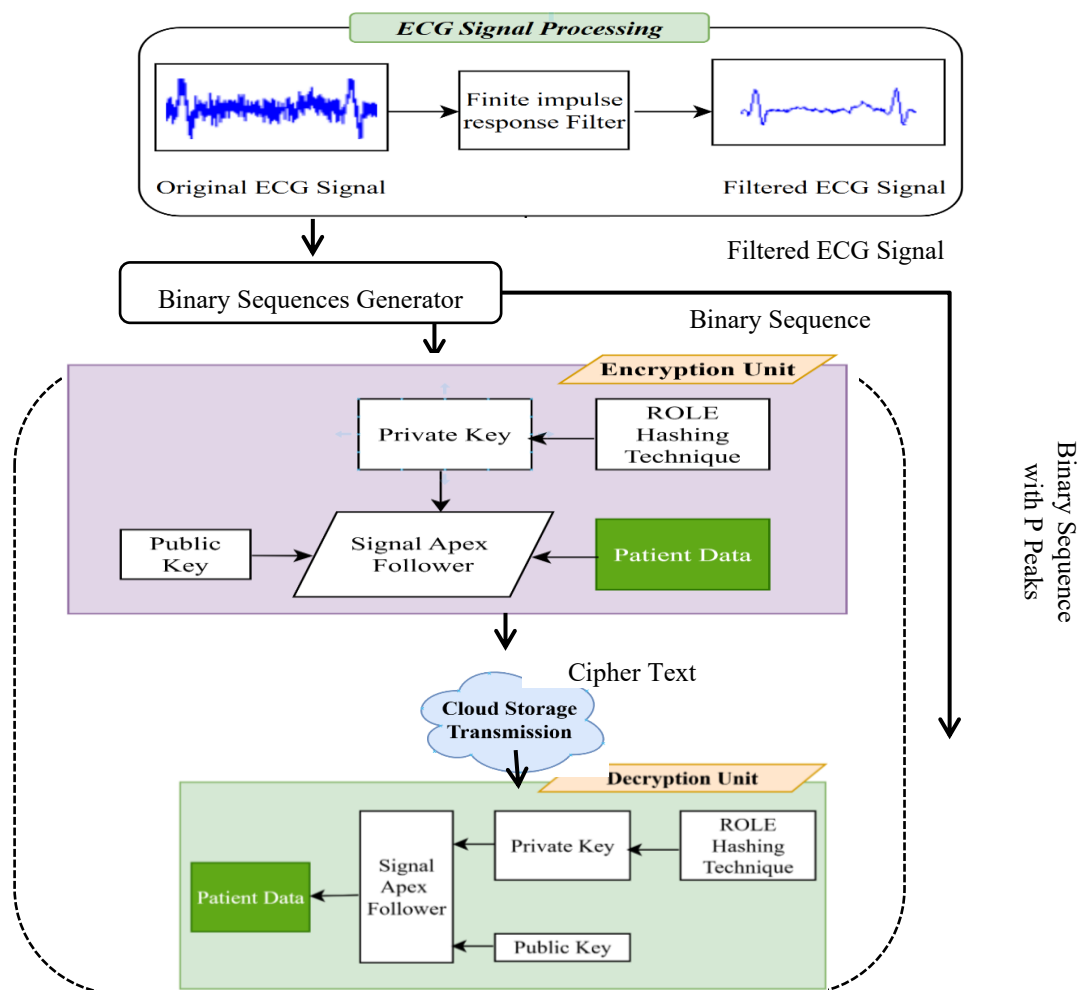 ECG Signal Processing
Finite impulse
response Filter
Original ECG Signal
Filtered ECG Signal
Filtered ECG Signal
Binary Sequences Generator
Binary Sequence
Encryption Unit
Private Key
ROLE
Hashing
Technique
Public
Key
Signal Apex
Follower
Patient Data
Binary Sequence
with P Peaks
Cipher Text
Cloud Storage
Transmission
Decryption Unit
Private Key
ROLE
Hashing
Technique
Signal
Apex
Follower
Patient Data
Public Key